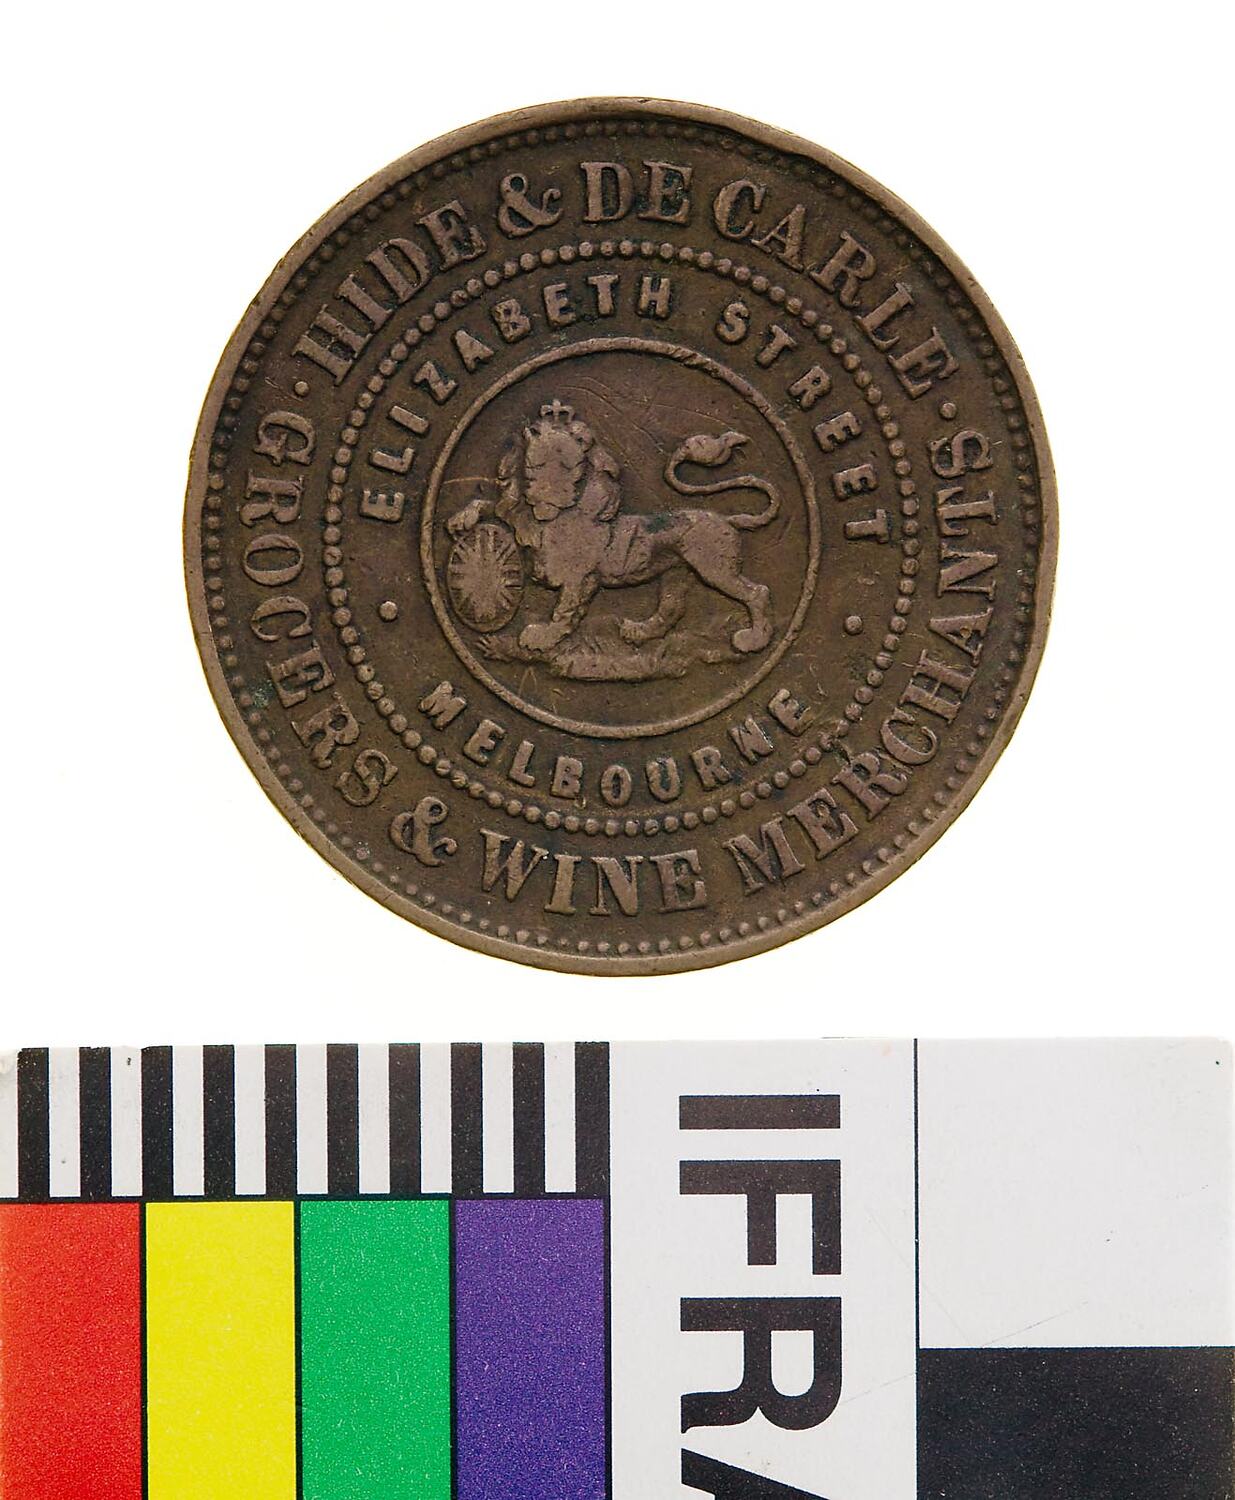 · HIDE & DE CARLE ·
GROCERS & WINE MERCHANTS
ELIZABETH STREET
· MELBOURNE ·
IFRA